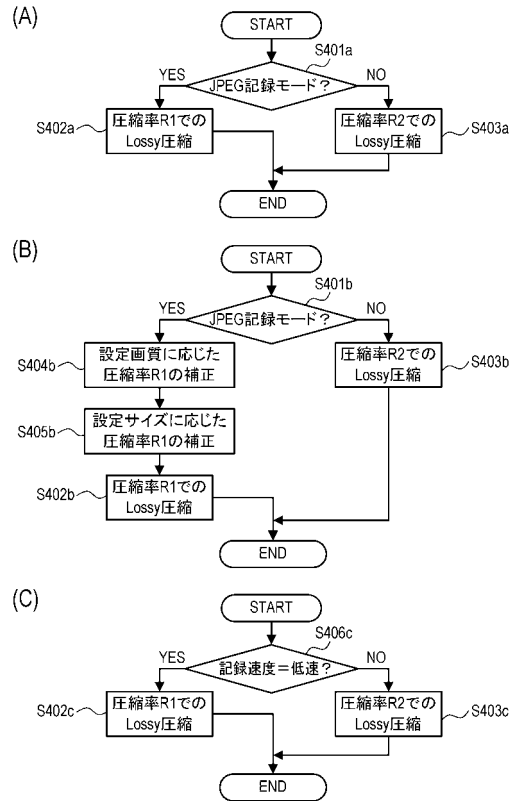 (A)
START
S401a
YES
JPEG記録モード?
NO
S402a
圧縮率R1での
Lossy圧縮
圧縮率R2での
Lossy圧縮
S403a
END
(B)
START
S401b
YES
JPEG記録モード?
NO
S404b
設定画質に応じた
圧縮率R1の補正
圧縮率R2での
Lossy圧縮
S403b
S405b
設定サイズに応じた
圧縮率R1の補正
S402b
圧縮率R1での
Lossy圧縮
END
(C)
START
S406c
YES
記録速度=低速?
NO
S402c
圧縮率R1での
Lossy圧縮
圧縮率R2での
Lossy圧縮
S403c
END